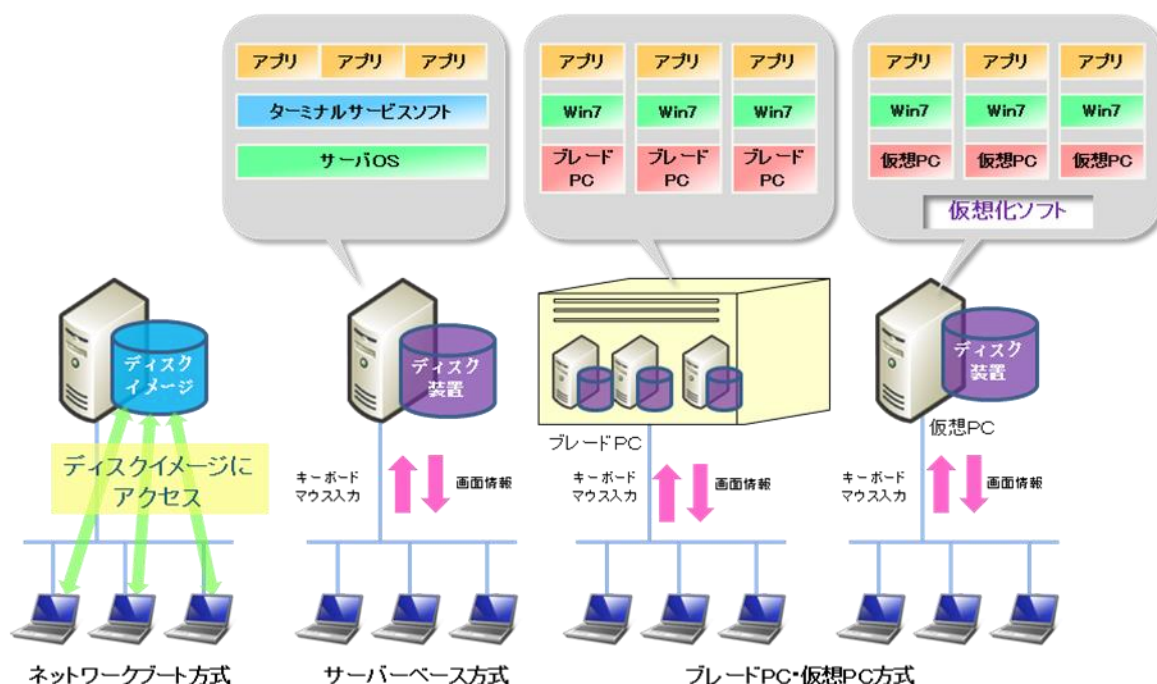 アプリ アプリ アプリ
ターミナルサービスソフト
サーバOS
アプリ アプリ アプリ
Win7 Win7 Win7
ブレード ブレード ブレード
PC PC PC
アプリ アプリ アプリ
Win7 Win7 Win7
仮想PC 仮想PC 仮想PC
仮想化ソフト
ディスク
イメージ
ディスクイメージに
アクセス
ネットワークブート方式
ディスク
装置
キーボード
マウス入力
画面情報
サーバーベース方式
ブレードPC
キーボード
マウス入力
画面情報
ディスク
装置
仮想PC
キーボード
マウス入力
画面情報
ブレードPC・仮想PC方式